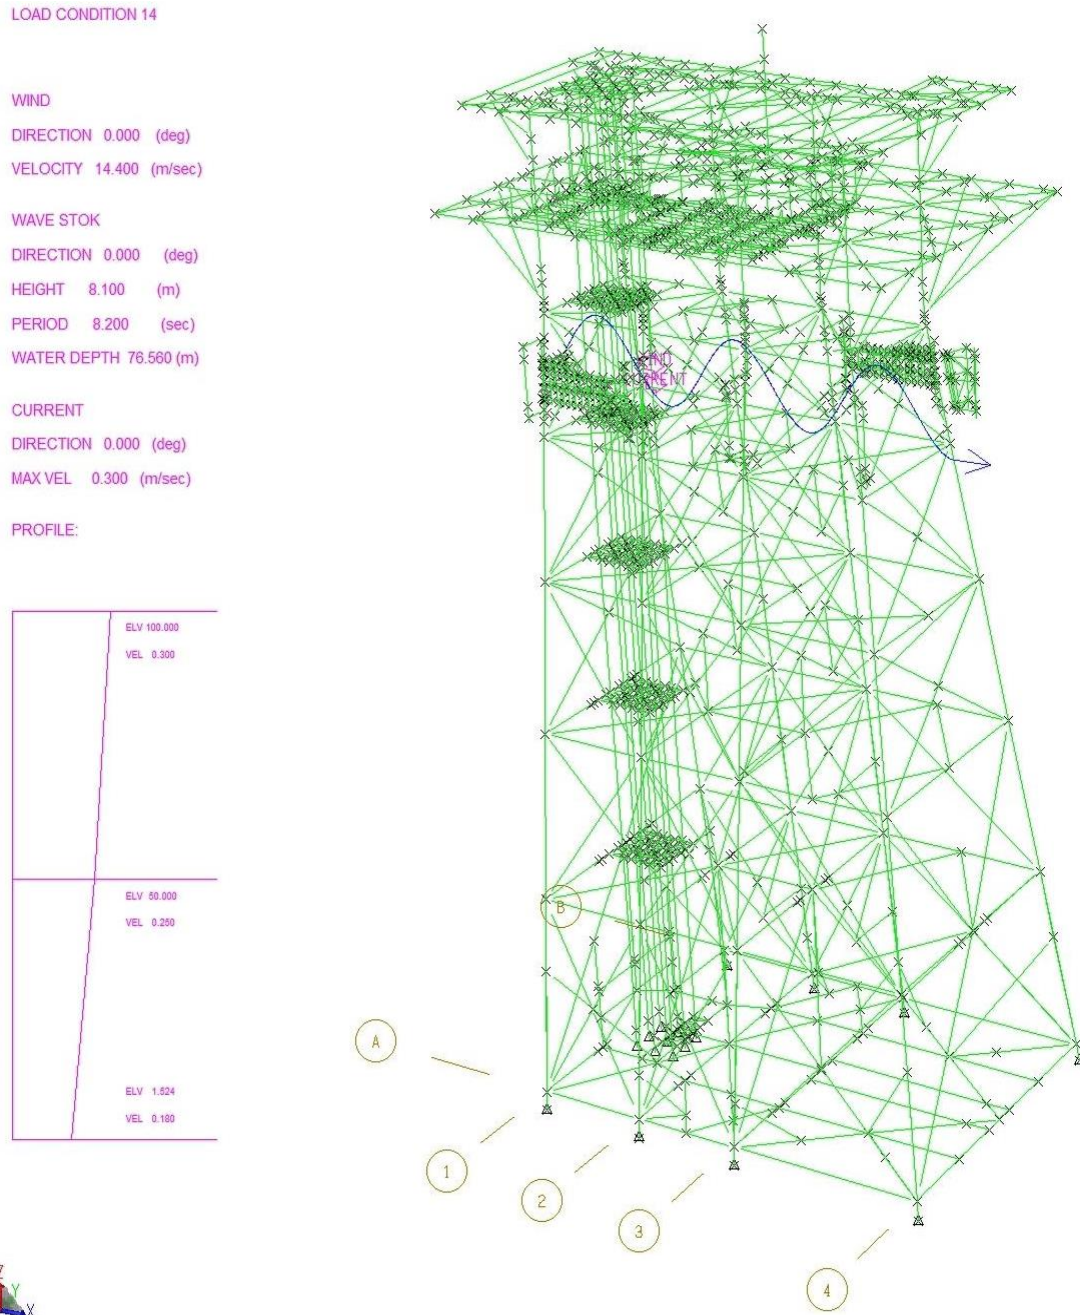 LOAD CONDITION 14
WIND
DIRECTION 0.000 (deg)
VELOCITY 14.400 (m/sec)
WAVE STOK
DIRECTION 0.000 (deg)
HEIGHT 8.100 (m)
PERIOD 8.200 (sec)
WATER DEPTH 76.560 (m)
CURRENT
DIRECTION 0.000 (deg)
MAX VEL 0.300 (m/sec)
PROFILE:
ELV 100.000
VEL 0.300
ELV 50.000
VEL 0.250
ELV 1.524
VEL 0.180
B
A
1
2
3
4
Z
Y
X